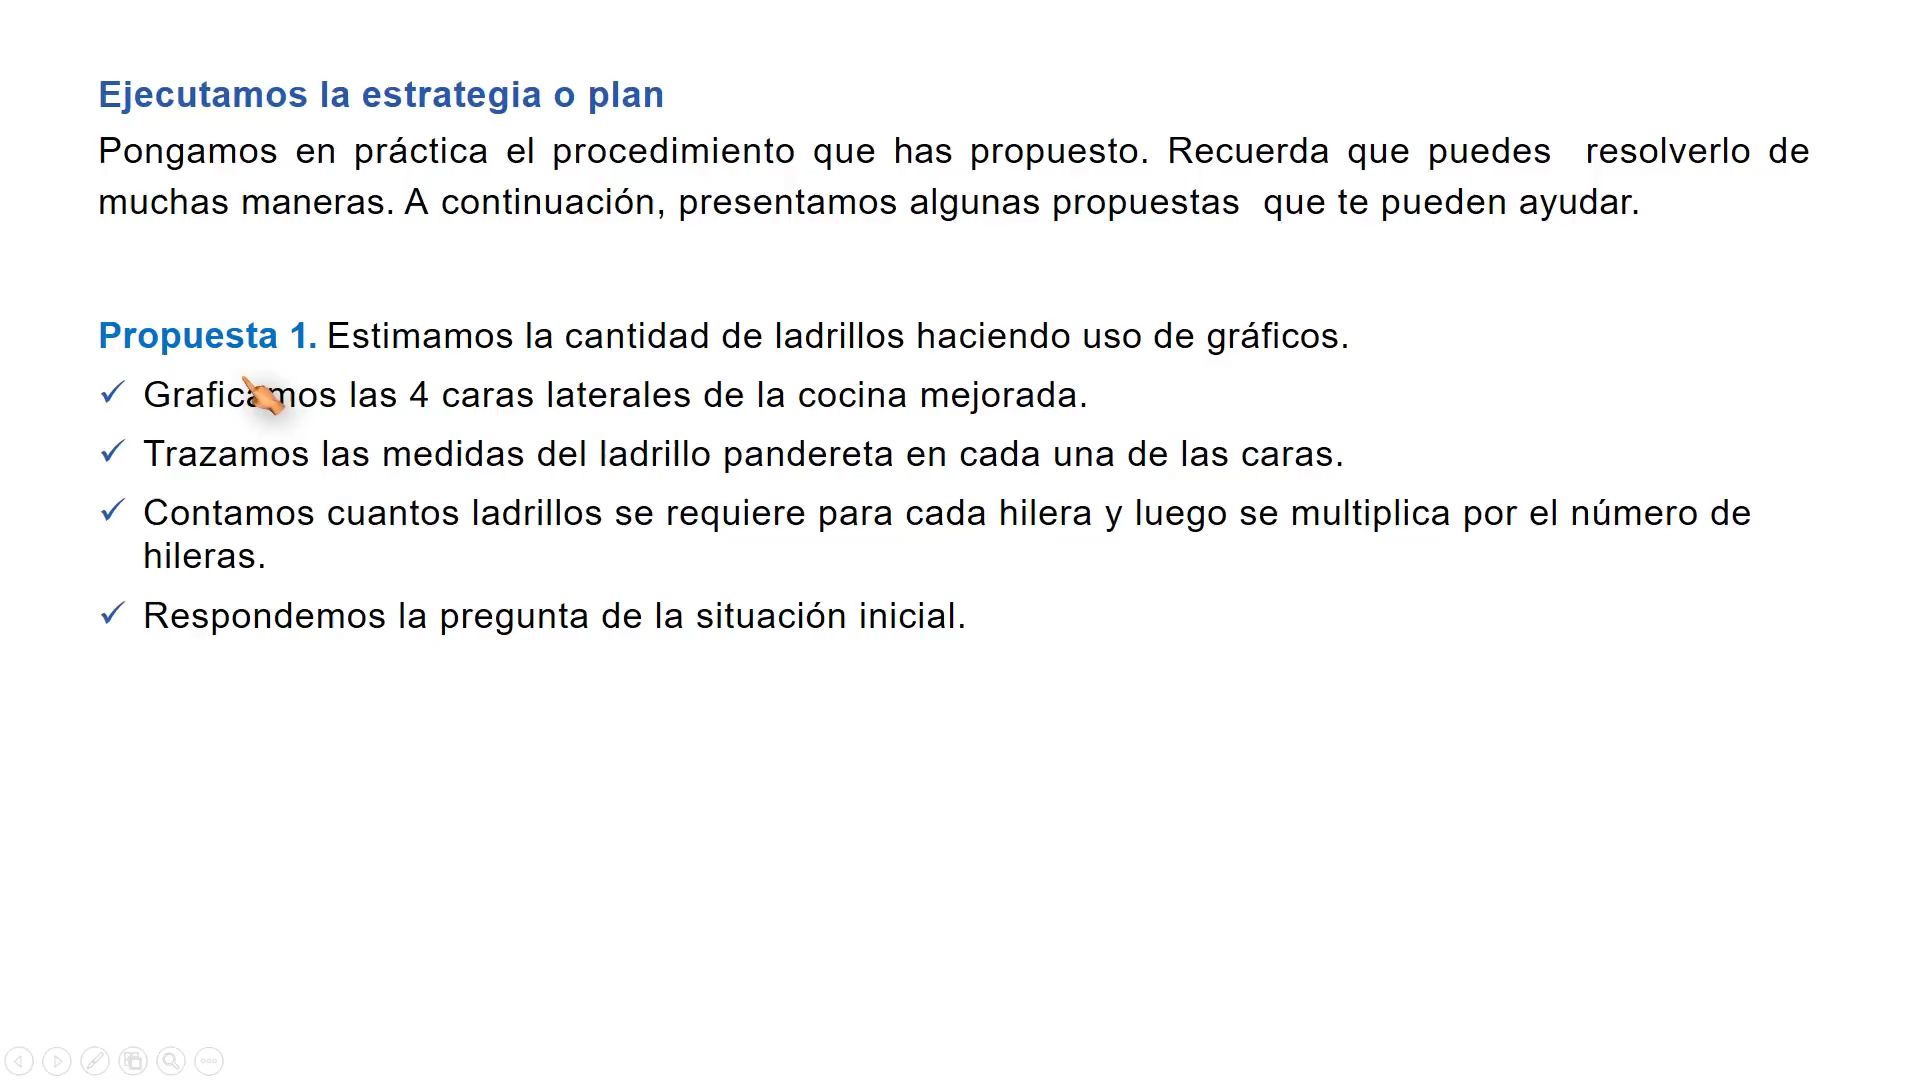 Ejecutamos la estrategia o plan
Pongamos en práctica el procedimiento que has propuesto. Recuerda que puedes resolverlo de
muchas maneras. A continuación, presentamos algunas propuestas que te pueden ayudar.
Propuesta 1. Estimamos la cantidad de ladrillos haciendo uso de gráficos.
✓ Graficamos las 4 caras laterales de la cocina mejorada.
✓ Trazamos las medidas del ladrillo pandereta en cada una de las caras.
✓ Contamos cuantos ladrillos se requiere para cada hilera y luego se multiplica por el número de
hileras.
✓ Respondemos la pregunta de la situación inicial.